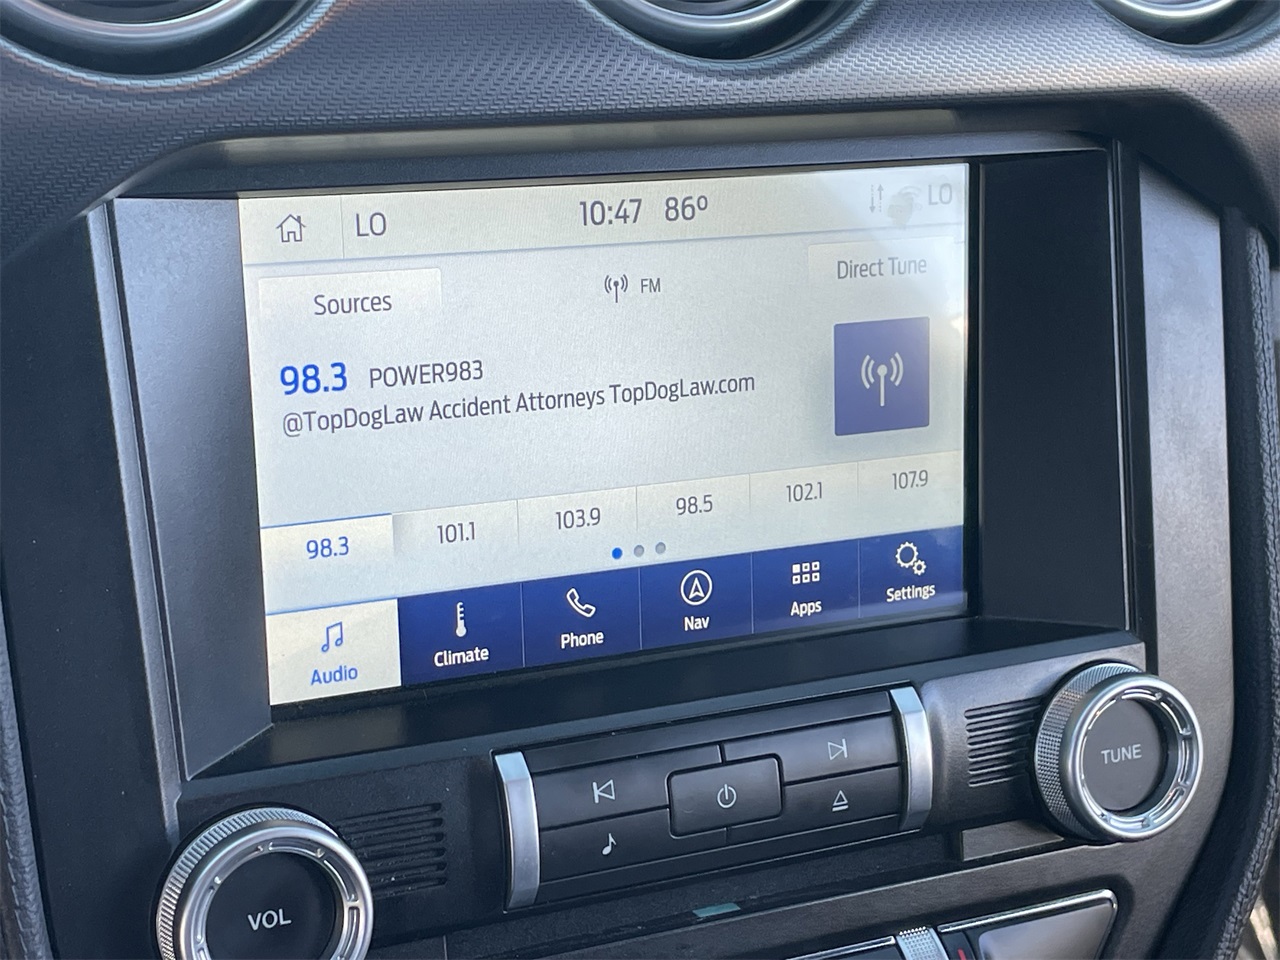 LO
10:47 86°
LO
Sources
FM
Direct Tune
98.3 POWER983
@TopDogLaw Accident Attorneys TopDogLaw.com
98.3
101.1
103.9
98.5
102.1
107.9
Audio
Climate
Phone
Nav
Apps
Settings
VOL
TUNE